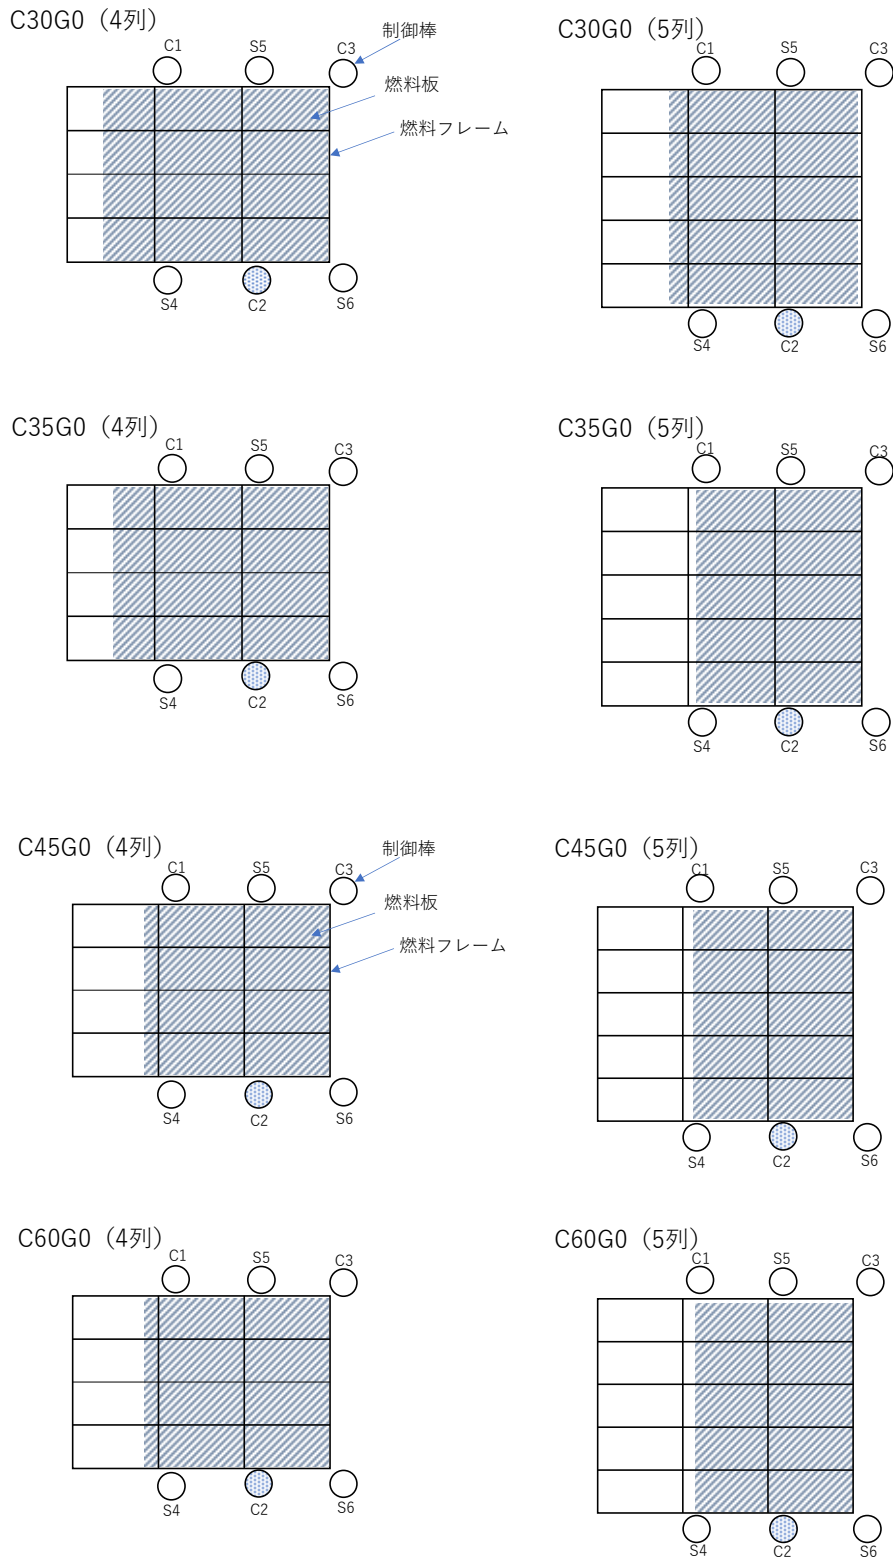 C30G0（4列）
C1 S5 C3 制御棒
燃料板
燃料フレーム
S4 C2 S6
C30G0（5列）
C1 S5 C3
S4 C2 S6
C35G0（4列）
C1 S5 C3
S4 C2 S6
C35G0（5列）
C1 S5 C3
S4 C2 S6
C45G0（4列）
C1 S5 C3 制御棒
燃料板
燃料フレーム
S4 C2 S6
C45G0（5列）
C1 S5 C3
S4 C2 S6
C60G0（4列）
C1 S5 C3
S4 C2 S6
C60G0（5列）
C1 S5 C3
S4 C2 S6